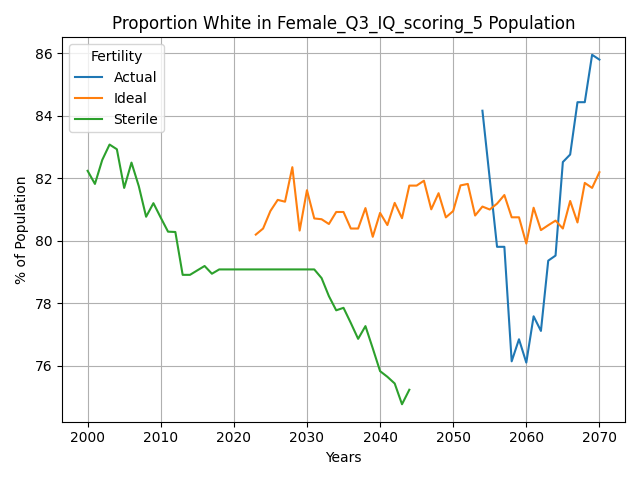 Proportion White in Female_Q3_IQ_scoring_5 Population
Fertility
Actual
Ideal
Sterile
% of Population
86
84
82
80
78
76
2000 2010 2020 2030 2040 2050 2060 2070
Years